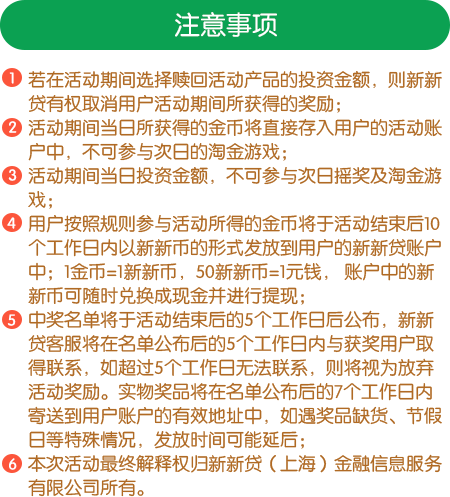 注意事项
1 若在活动期间选择赎回活动产品的投资金额，则新新
贷有权取消用户活动期间所获得的奖励；
2 活动期间当日所获得的金币将直接存入用户的活动账
户中，不可参与次日的淘金游戏；
3 活动期间当日投资金额，不可参与次日摇奖及淘金游
戏；
4 用户按照规则参与活动所得的金币将于活动结束后10
个工作日内以新新币的形式发放到用户的新新贷账户
中；1金币=1新新币，50新新币=1元钱， 账户中的新
新币可随时兑换成现金并进行提现；
5 中奖名单将于活动结束后的5个工作日后公布，新新
贷客服将在名单公布后的5个工作日内与获奖用户取
得联系，如超过5个工作日无法联系，则将视为放弃
活动奖励。实物奖品将在名单公布后的7个工作日内
寄送到用户账户的有效地址中，如遇奖品缺货、节假
日等特殊情况，发放时间可能延后；
6 本次活动最终解释权归新新贷（上海）金融信息服务
有限公司所有。